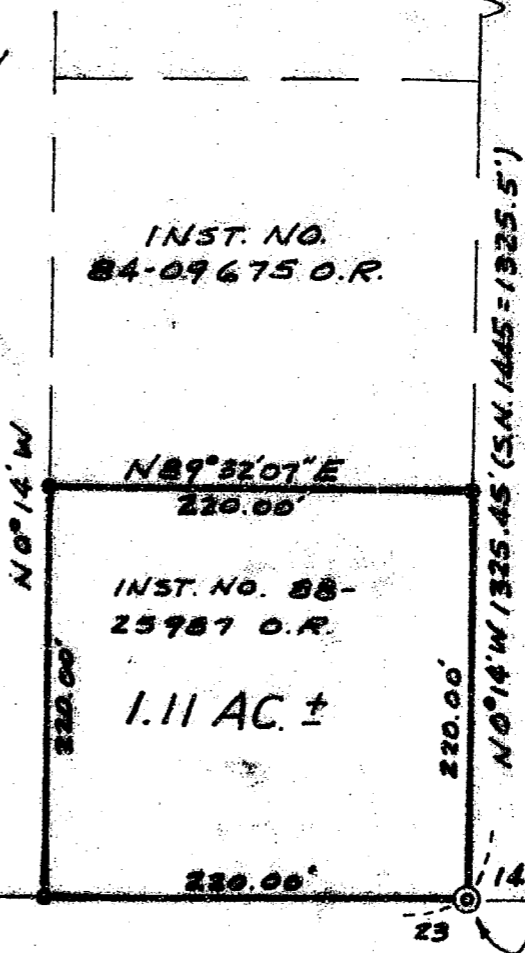 INST. NO.
84-09675 O.R.
N0°14'W 1325.45' (S.N. 1445 = 1325.5')
N0°14'W
N89°32'07"E
220.00'
INST. NO. 88-
25987 O.R.
1.11 AC. ±
220.00'
220.00'
220.00'
14
23